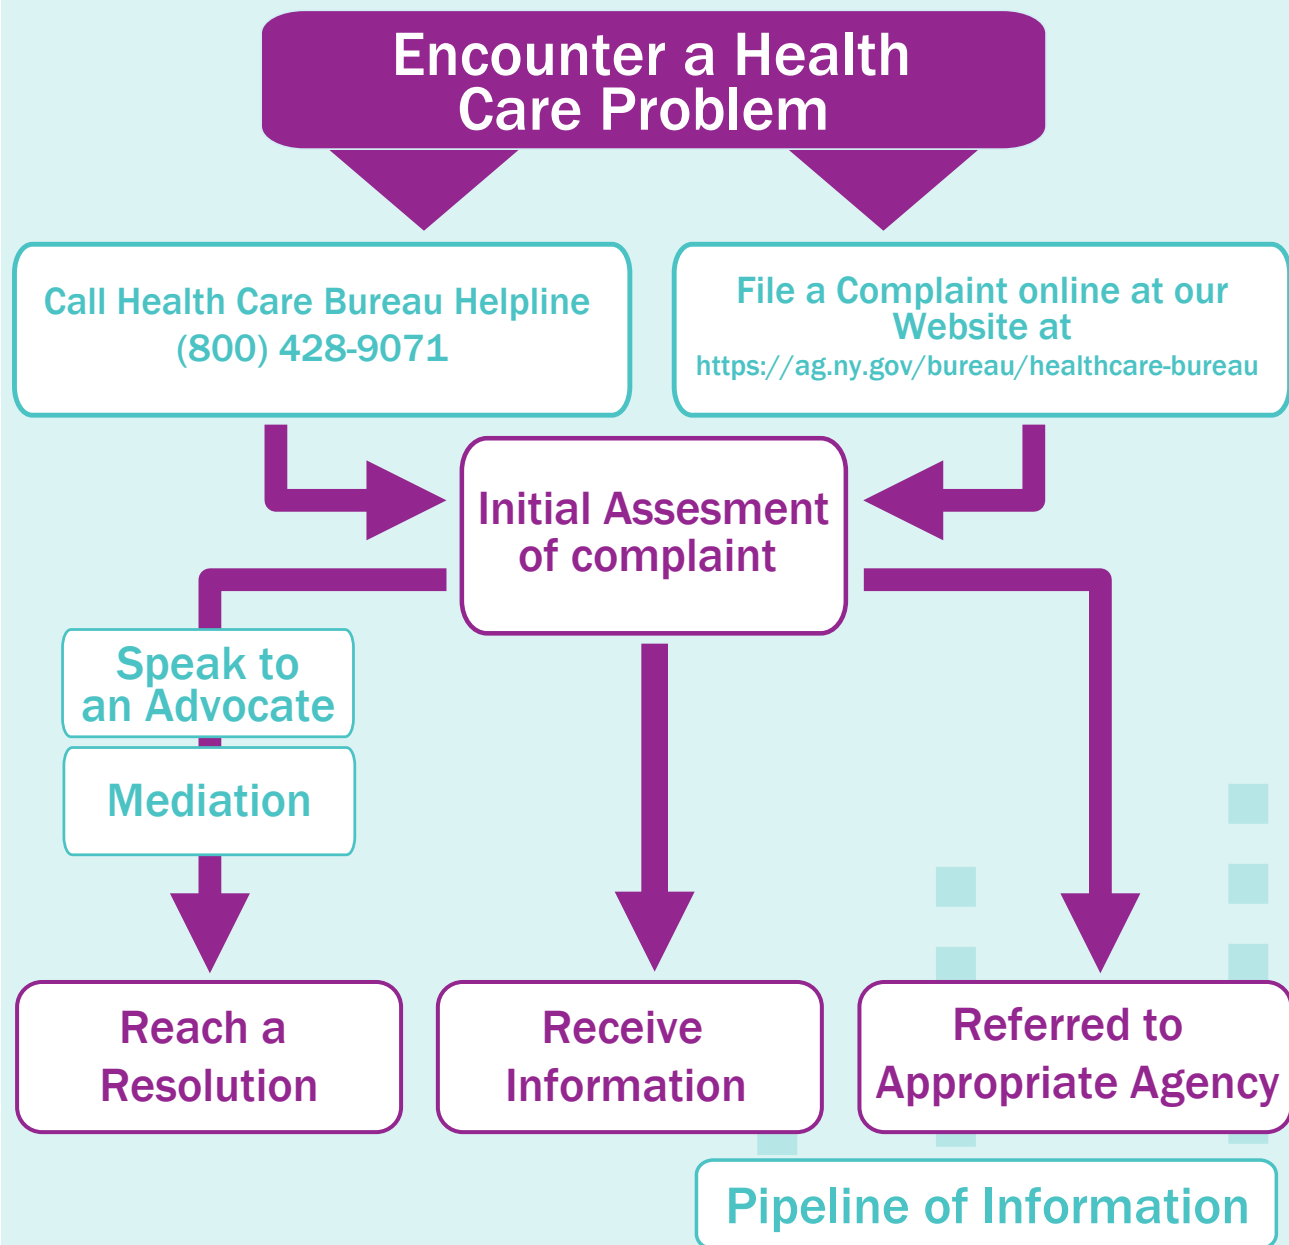 Encounter a Health
Care Problem
Call Health Care Bureau Helpline
(800) 428-9071
File a Complaint online at our
Website at
https://ag.ny.gov/bureau/healthcare-bureau
Initial Assesment
of complaint
Speak to
an Advocate
Mediation
Reach a
Resolution
Receive
Information
Referred to
Appropriate Agency
Pipeline of Information